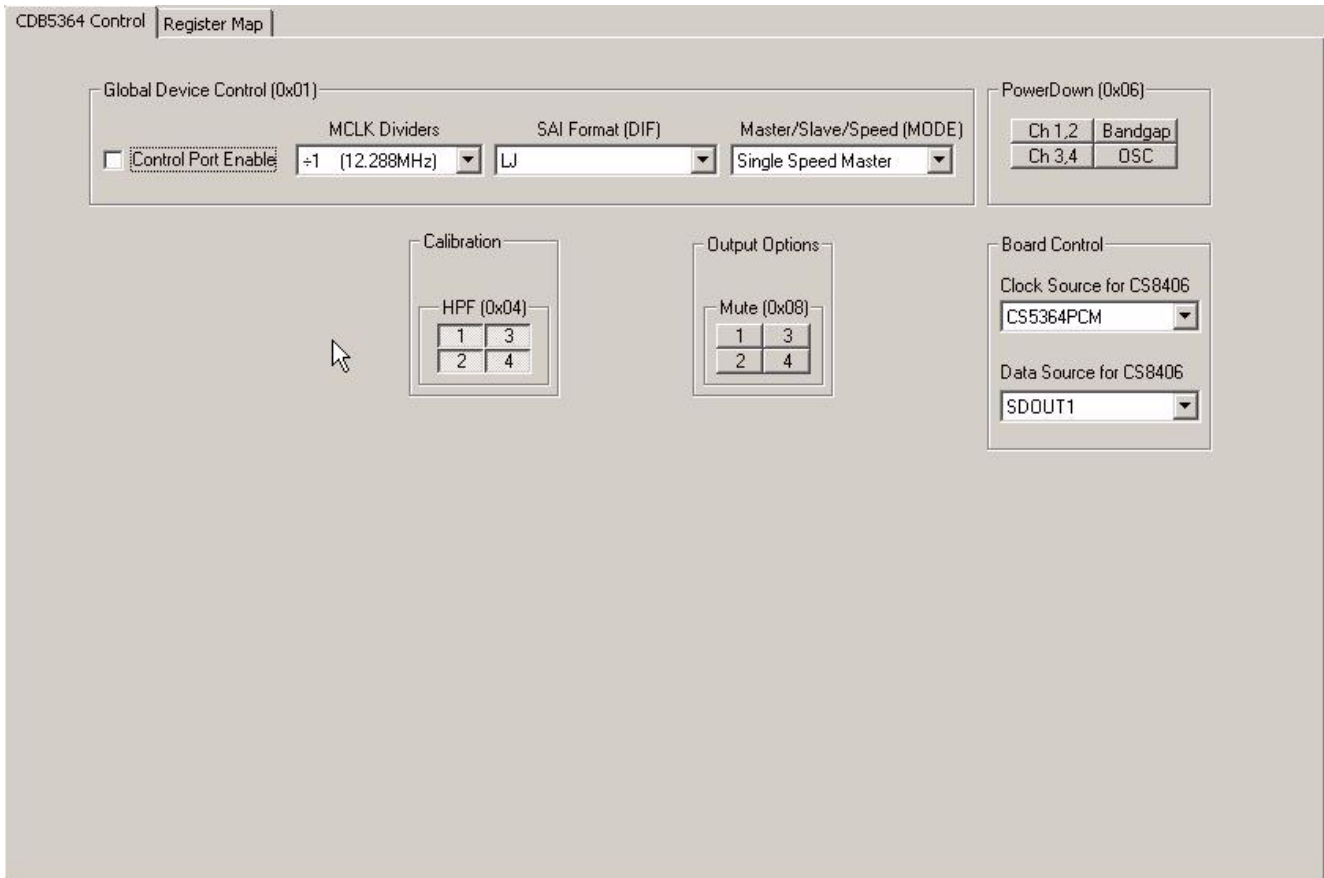 CDB5364 Control
Register Map
Global Device Control (0x01)
MCLK Dividers
SAI Format (DIF)
Master/Slave/Speed (MODE)
Control Port Enable
÷1 (12.288MHz)
LJ
Single Speed Master
PowerDown (0x06)
Ch 1,2 Bandgap
Ch 3,4 OSC
Calibration
HPF (0x04)
1 3
2 4
Output Options
Mute (0x08)
1 3
2 4
Board Control
Clock Source for CS8406
CS5364PCM
Data Source for CS8406
SDOUT1